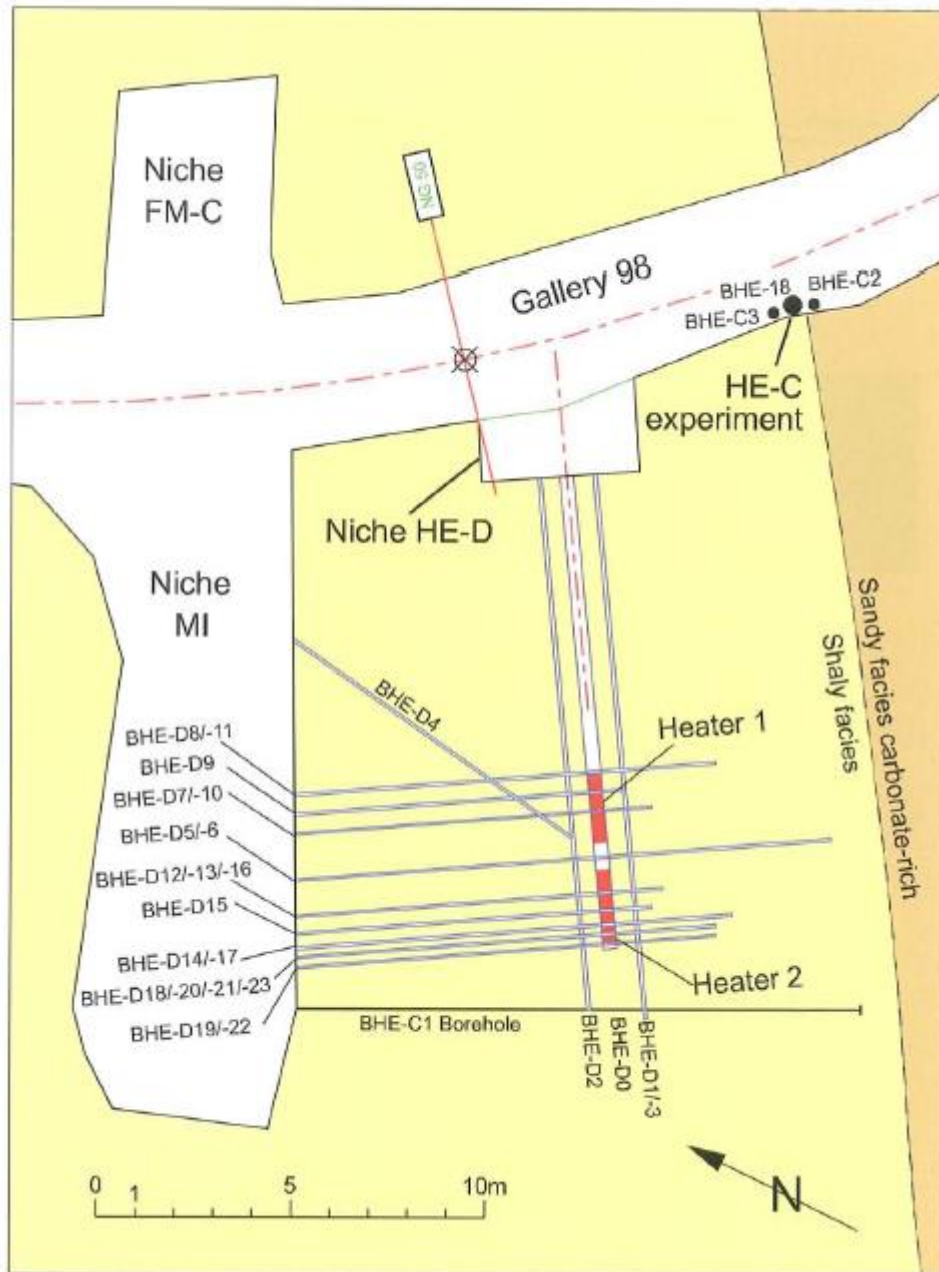 Niche
FM-C
NG 50
Gallery 98
BHE-18
BHE-C2
BHE-C3
HE-C
experiment
Niche HE-D
Niche
MI
Sandy facies carbonate-rich
Shaly facies
BHE-D4
BHE-D8/-11
BHE-D9
BHE-D7/-10
BHE-D5/-6
BHE-D12/-13/-16
BHE-D15
BHE-D14/-17
BHE-D18/-20/-21/-23
BHE-D19/-22
Heater 1
Heater 2
BHE-C1 Borehole
BHE-D2
BHE-D0
BHE-D1/-3
0 1 5 10m
N